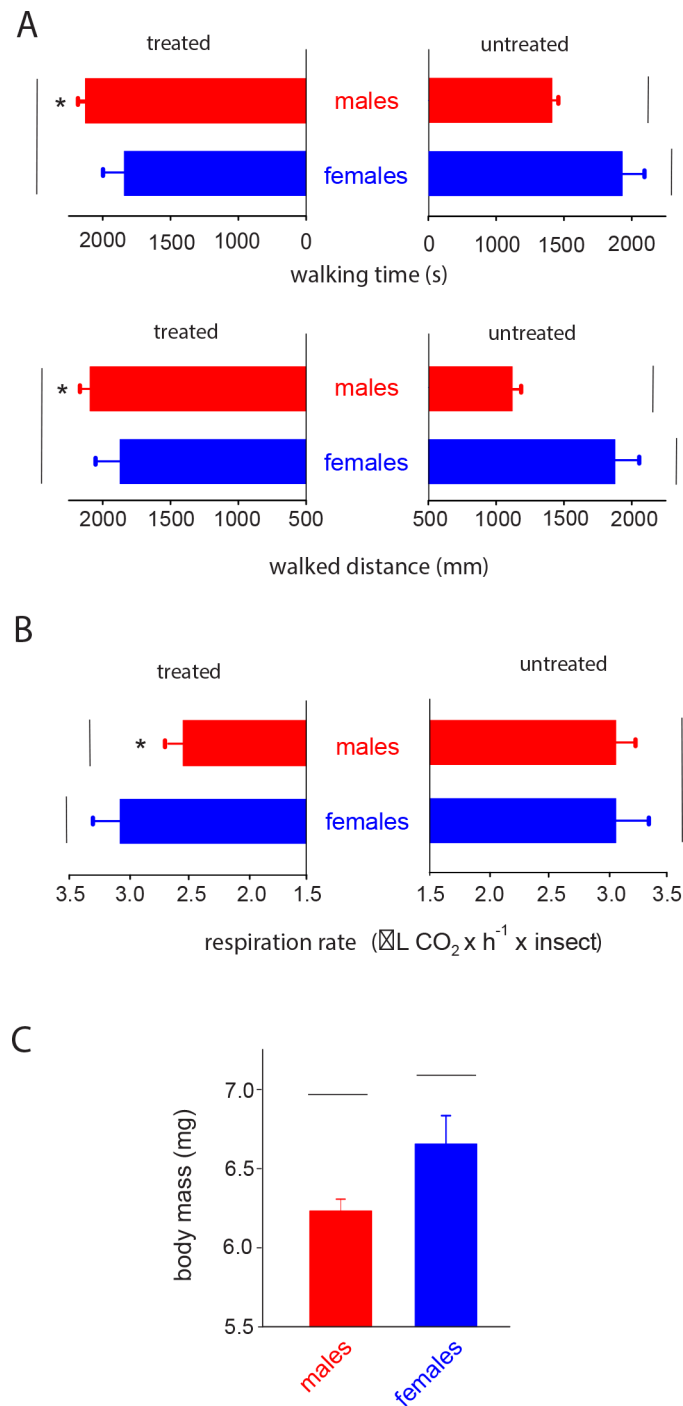 A
treated untreated
* males
females
2000 1500 1000 0 0 1000 1500 2000
walking time (s)
treated untreated
* males
females
2000 1500 1000 500 500 1000 1500 2000
walked distance (mm)
B
treated untreated
* males
females
3.5 3.0 2.5 2.0 1.5 1.5 2.0 2.5 3.0 3.5
respiration rate (□L CO₂ x h⁻¹ x insect)
C
7.0
6.5
6.0
5.5
body mass (mg)
males females